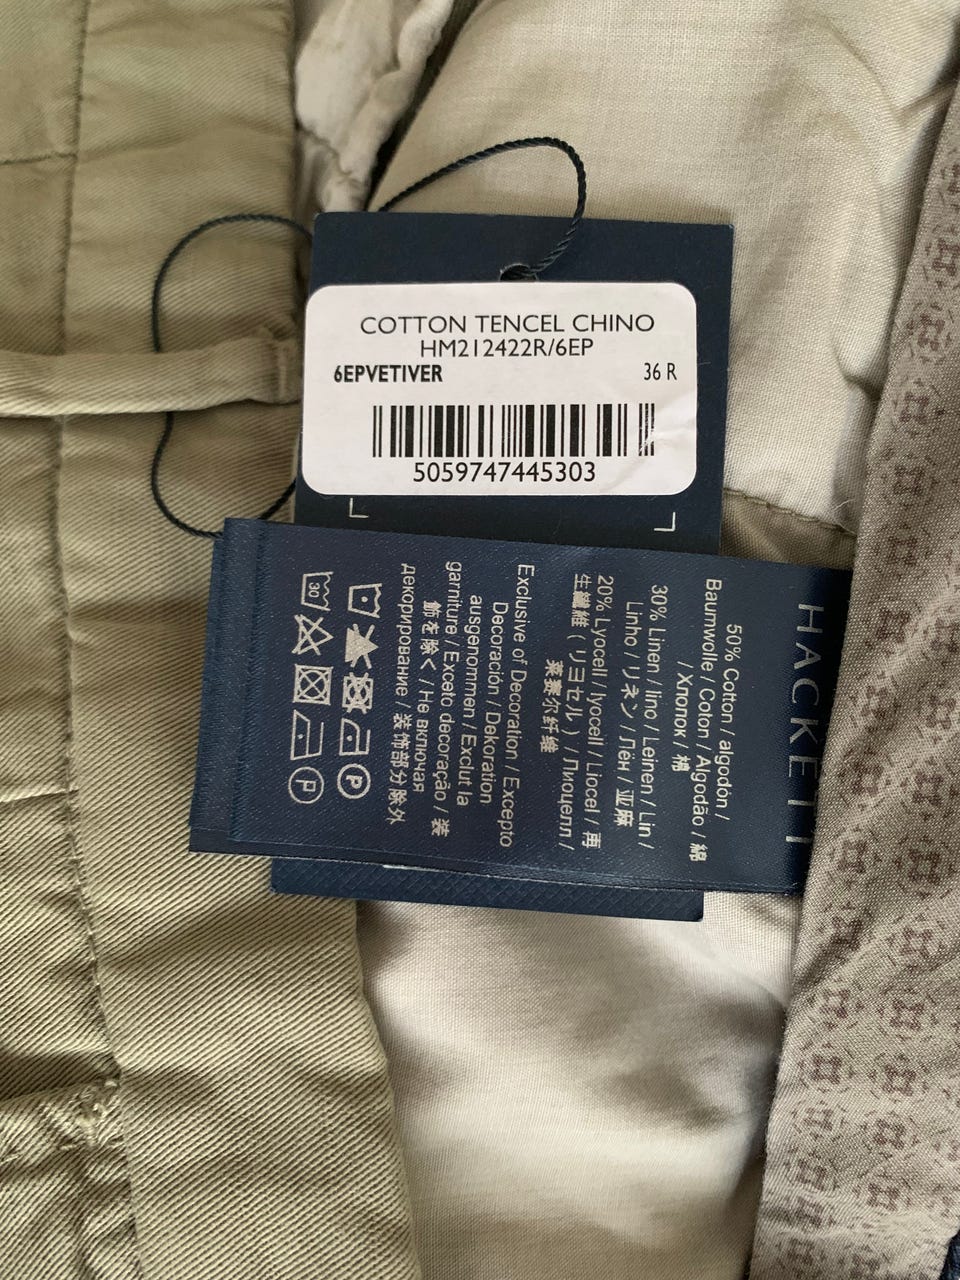 COTTON TENCEL CHINO
HM212422R/6EP
6EPVETIVER 36 R
5059747445303
HACKETT
50% Cotton / algodón /
Baumwolle / Coton / Algodão / 綿
/ Хлопок / 棉
30% Linen / lino / Leinen / Lin /
Linho / リネン / Лён / 亚麻
20% Lyocell / lyocell / Liocel / 再
生繊維 ( リヨセル ) / Лиоцелл /
莱赛尔纤维
Exclusive of Decoration / Excepto
Decoración / Dekoration
ausgenommen / Exclut la
garniture / Exceto decoração / 装
飾を除く / Не включая
декорирование / 装饰部分除外
P
30
P